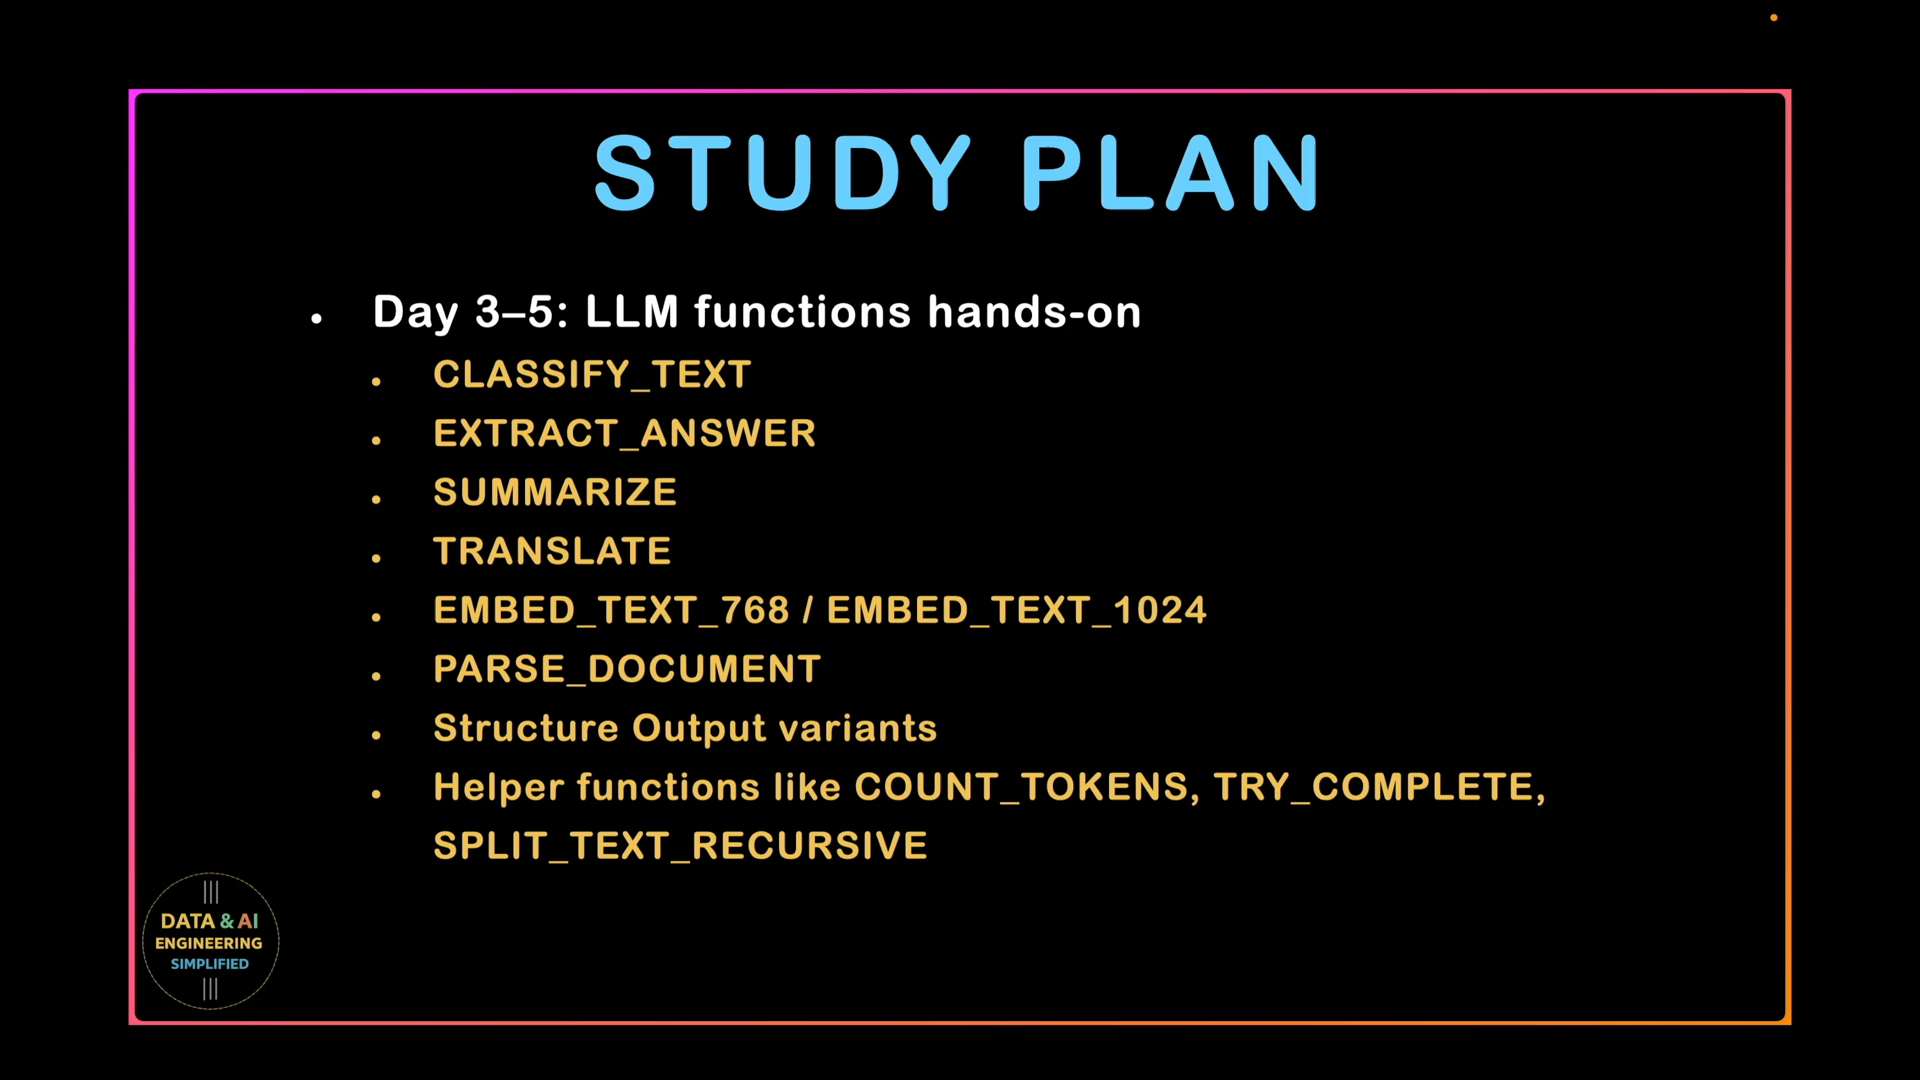 STUDY PLAN
• Day 3–5: LLM functions hands-on
• CLASSIFY_TEXT
• EXTRACT_ANSWER
• SUMMARIZE
• TRANSLATE
• EMBED_TEXT_768 / EMBED_TEXT_1024
• PARSE_DOCUMENT
• Structure Output variants
• Helper functions like COUNT_TOKENS, TRY_COMPLETE,
SPLIT_TEXT_RECURSIVE
DATA & AI
ENGINEERING
SIMPLIFIED